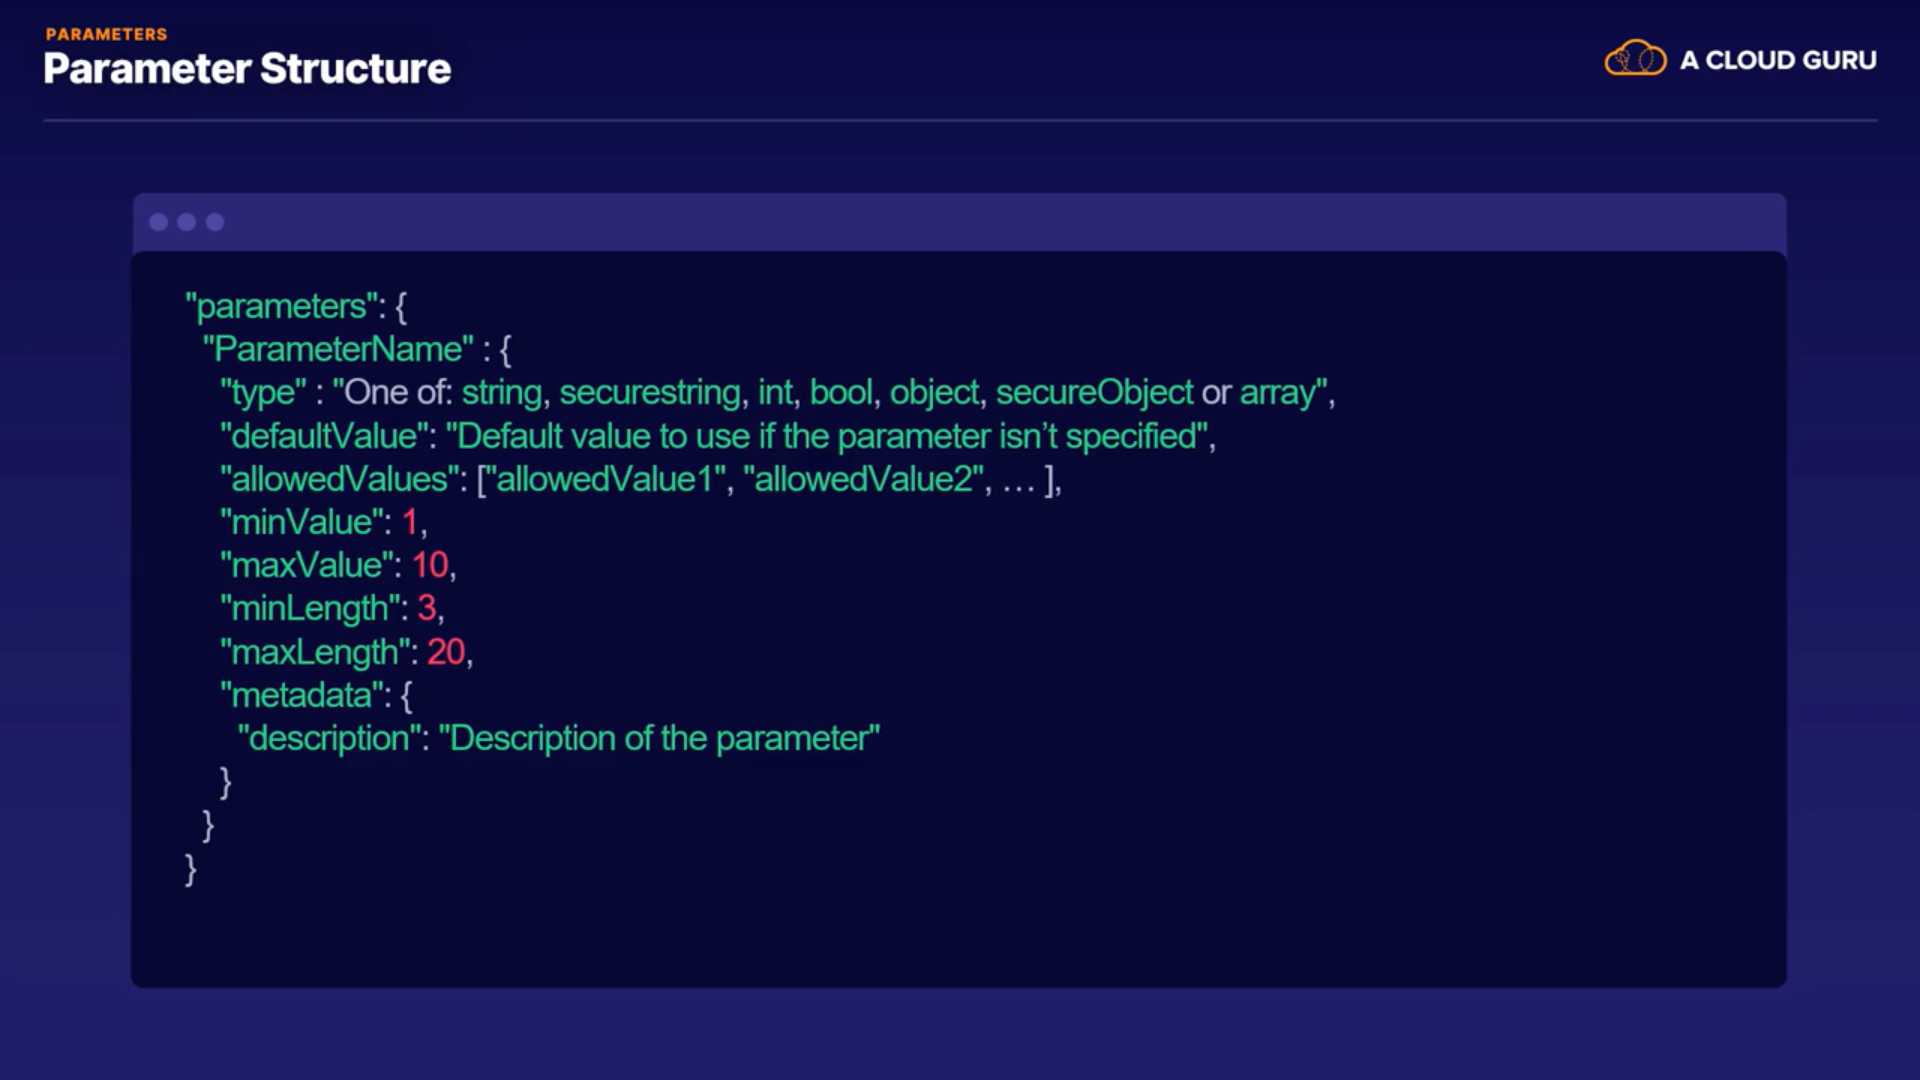 PARAMETERS
Parameter Structure
A CLOUD GURU
"parameters": {
"ParameterName" : {
"type" : "One of: string, securestring, int, bool, object, secureObject or array",
"defaultValue": "Default value to use if the parameter isn’t specified",
"allowedValues": ["allowedValue1", "allowedValue2", … ],
"minValue": 1,
"maxValue": 10,
"minLength": 3,
"maxLength": 20,
"metadata": {
"description": "Description of the parameter"
}
}
}